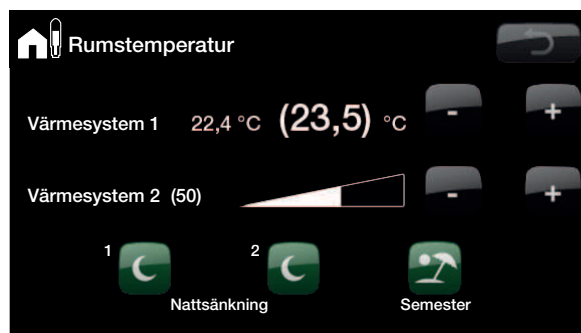 Rumstemperatur
Värmesystem 1 22,4 °C (23,5) °C - +
Värmesystem 2 (50) - +
1 2
Nattsänkning Semester